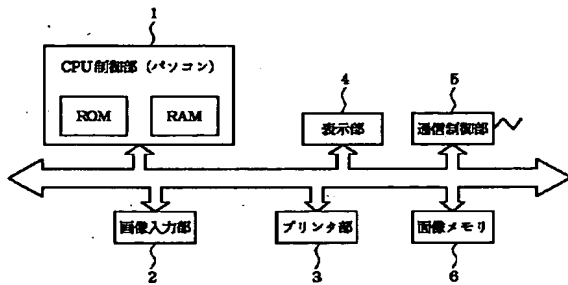 1
CPU制御部 (パソコン)
ROM
RAM
4
表示部
5
通信制御部
画像入力部
2
プリンタ部
3
画像メモリ
6